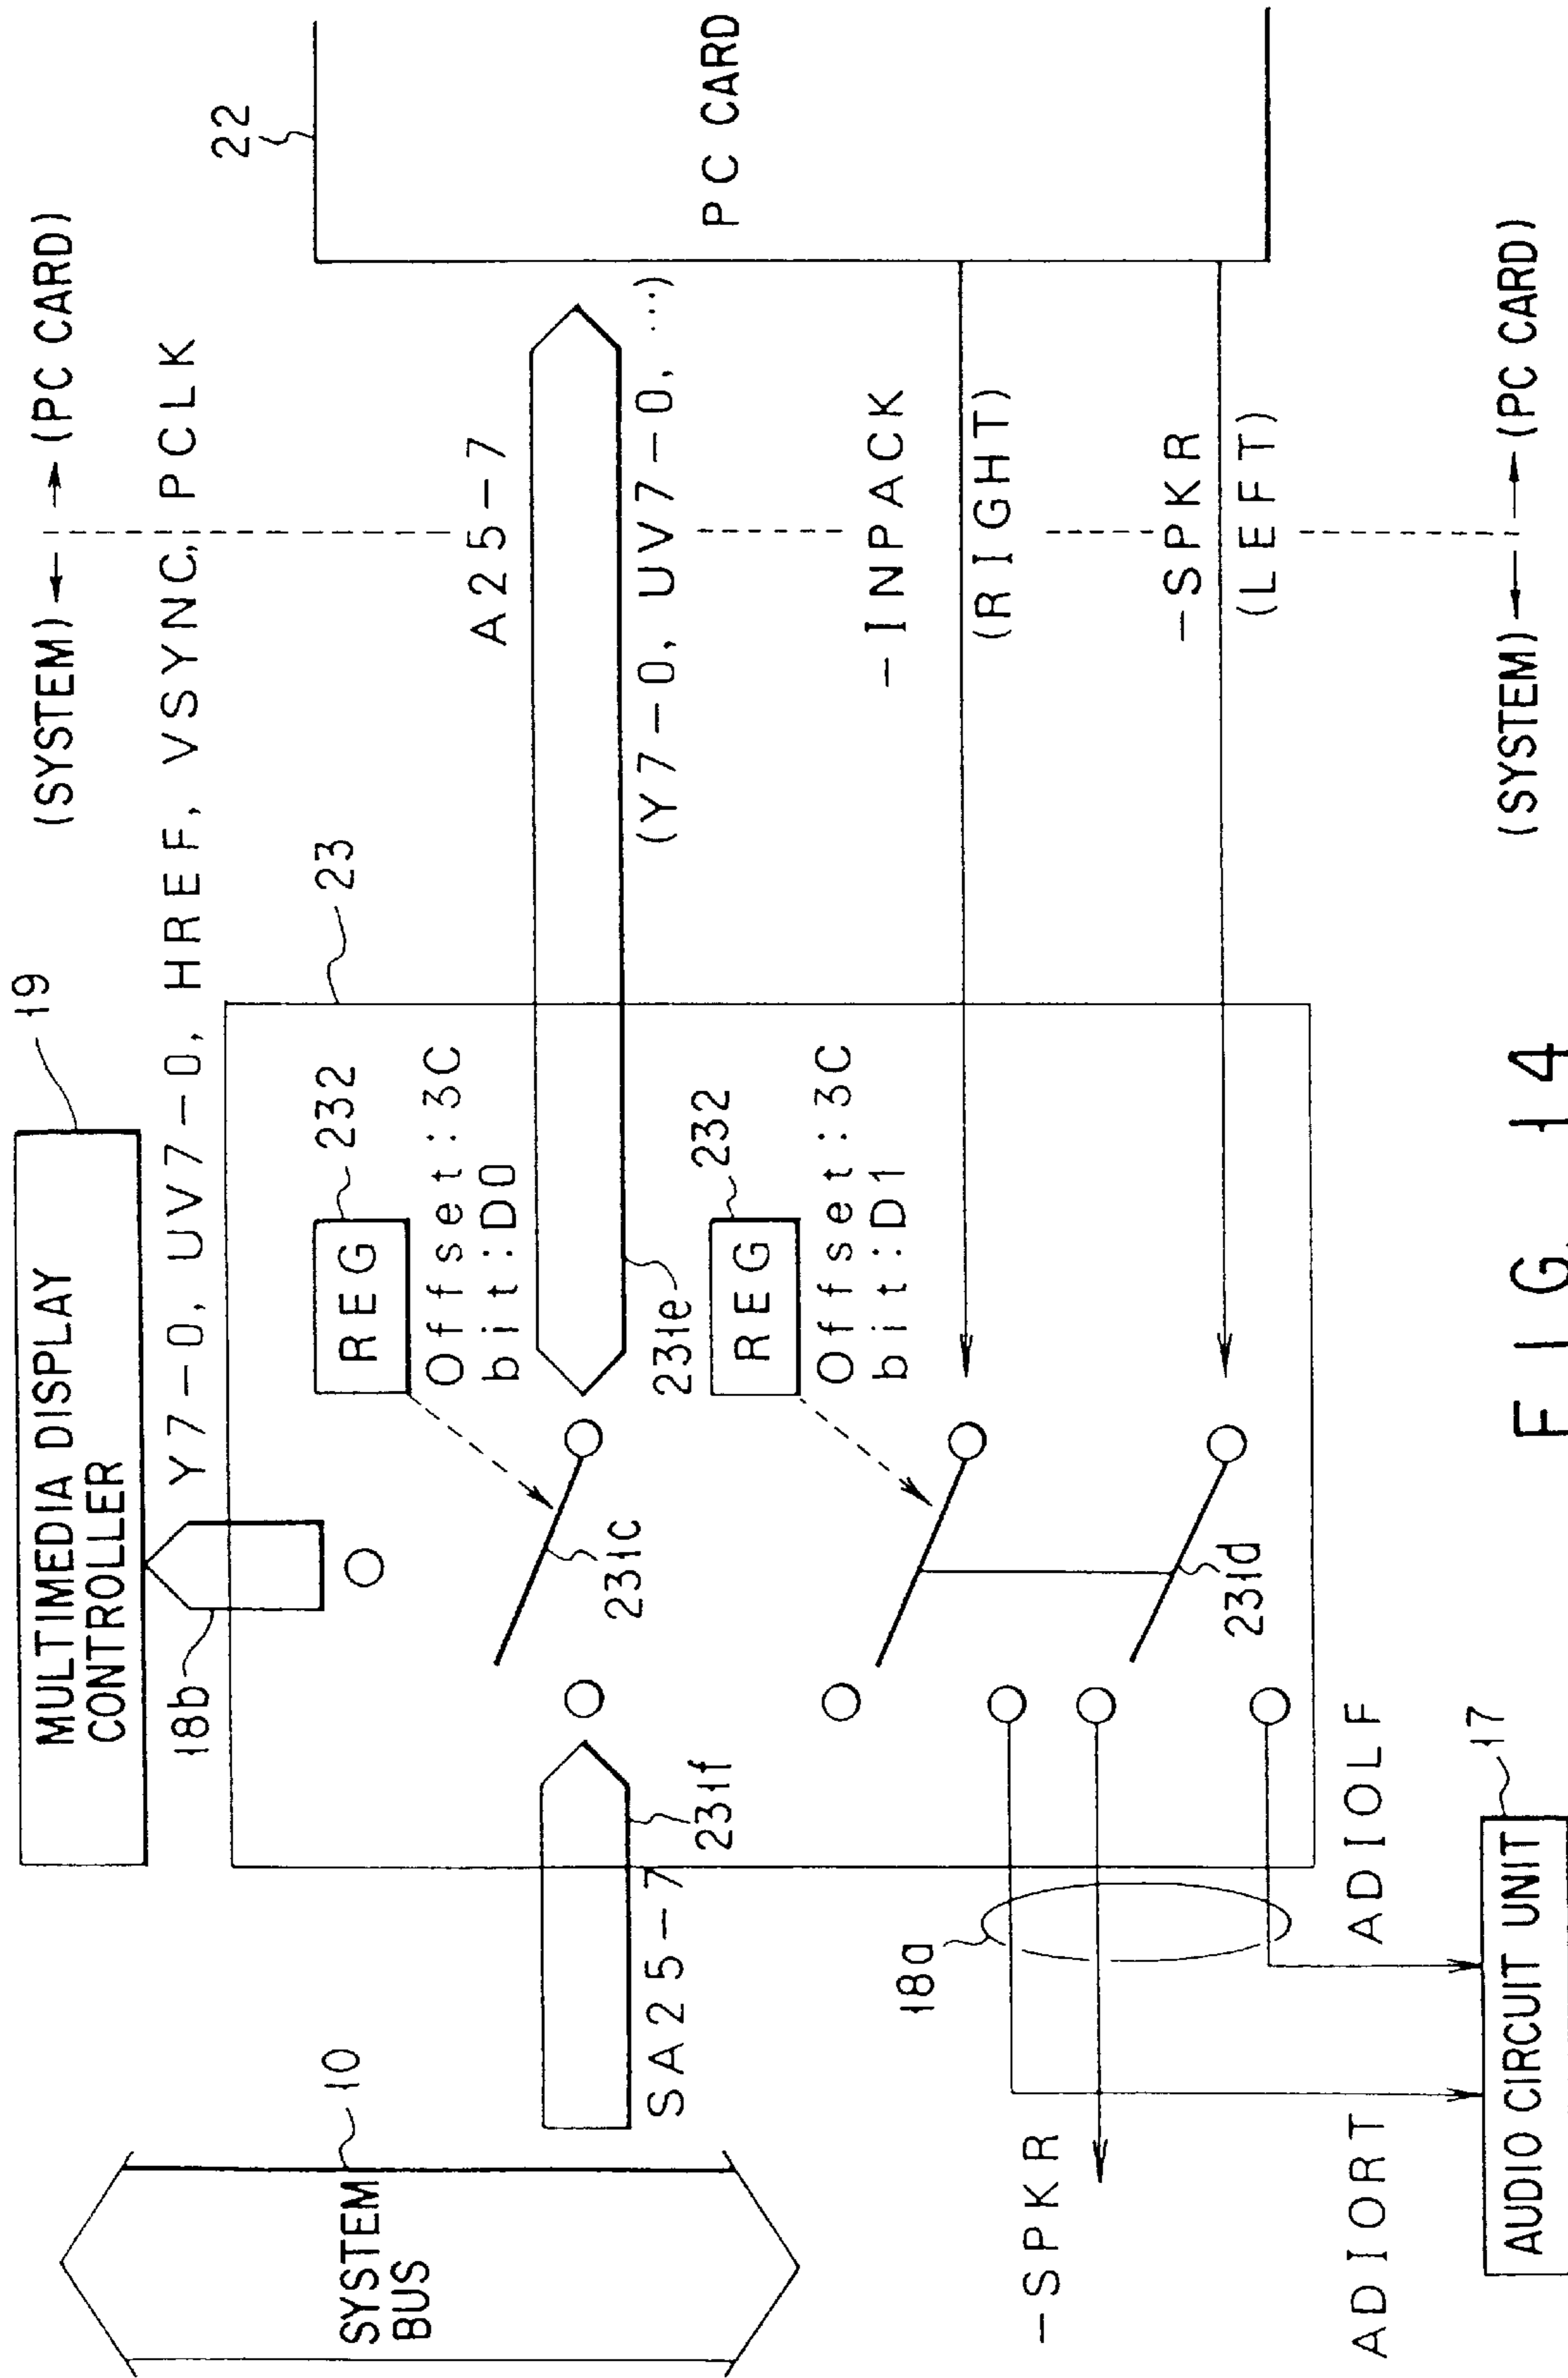 19
MULTIMEDIA DISPLAY
CONTROLLER
(SYSTEM) ← → (PC CARD)
18b
Y7-0, UV7-0, HREF, VSYNC, PCLK
22
10
SYSTEM
BUS
23
REG
232
Offset:3C
bit:D0
A25-7
(Y7-0, UV7-0, ...)
PC CARD
231c
231e
SA25-7
231f
REG
232
Offset:3C
bit:D1
-INPACK
(RIGHT)
18a
231d
-SPKR
(LEFT)
-SPKR
ADIORT
ADIOLF
17
AUDIO CIRCUIT UNIT
(SYSTEM) ← → (PC CARD)
FIG. 14